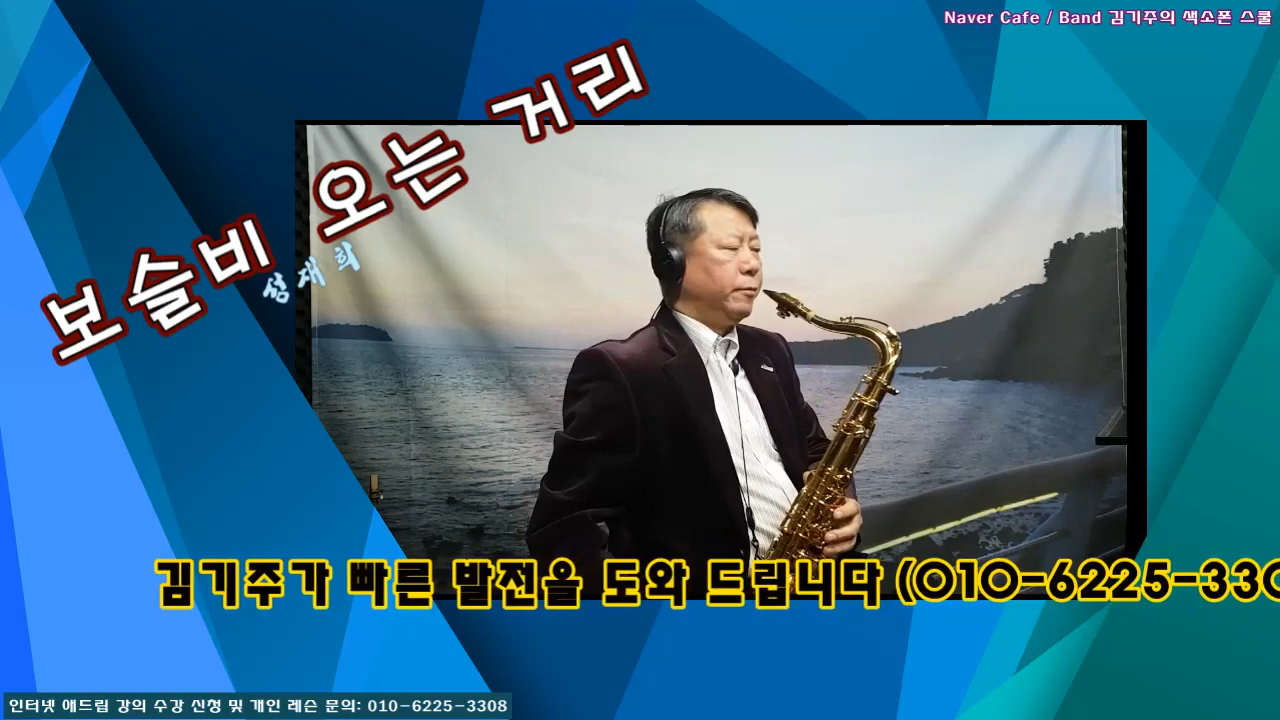 Naver Cafe / Band 김기주의 색소폰 스쿨
보슬비 오는 거리
성재희
김기주가 빠른 발전을 도와 드립니다 (010-6225-330
인터넷 애드립 강의 수강 신청 및 개인 레슨 문의: 010-6225-3308